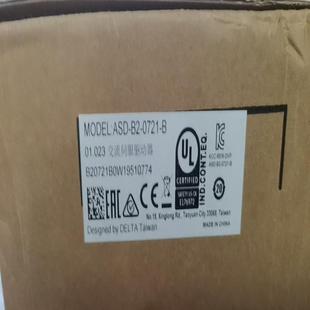 MODEL:ASD-B2-0721-B
01.023 交流伺服驱动器
B20721B0W19510774
UL
CERTIFIED
IND.CONT.EQ.
20
No.18, Xinglong Rd., Taoyuan City 33068, Taiwan
Designed by DELTA Taiwan
MADE IN CHINA